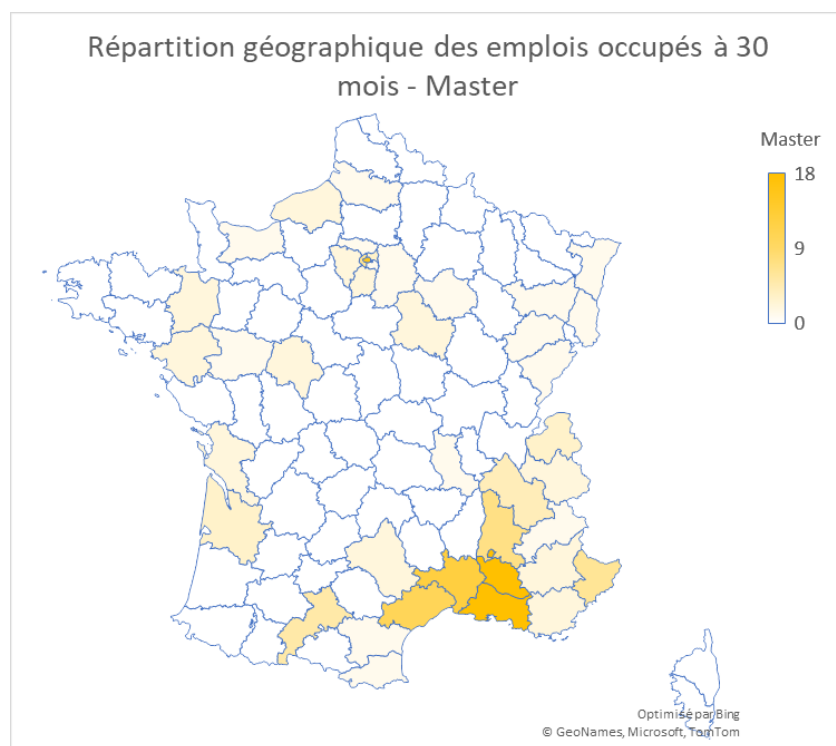 Répartition géographique des emplois occupés à 30
mois - Master
Master
18
9
0
Optimisé par Bing
© GeoNames, Microsoft, TomTom